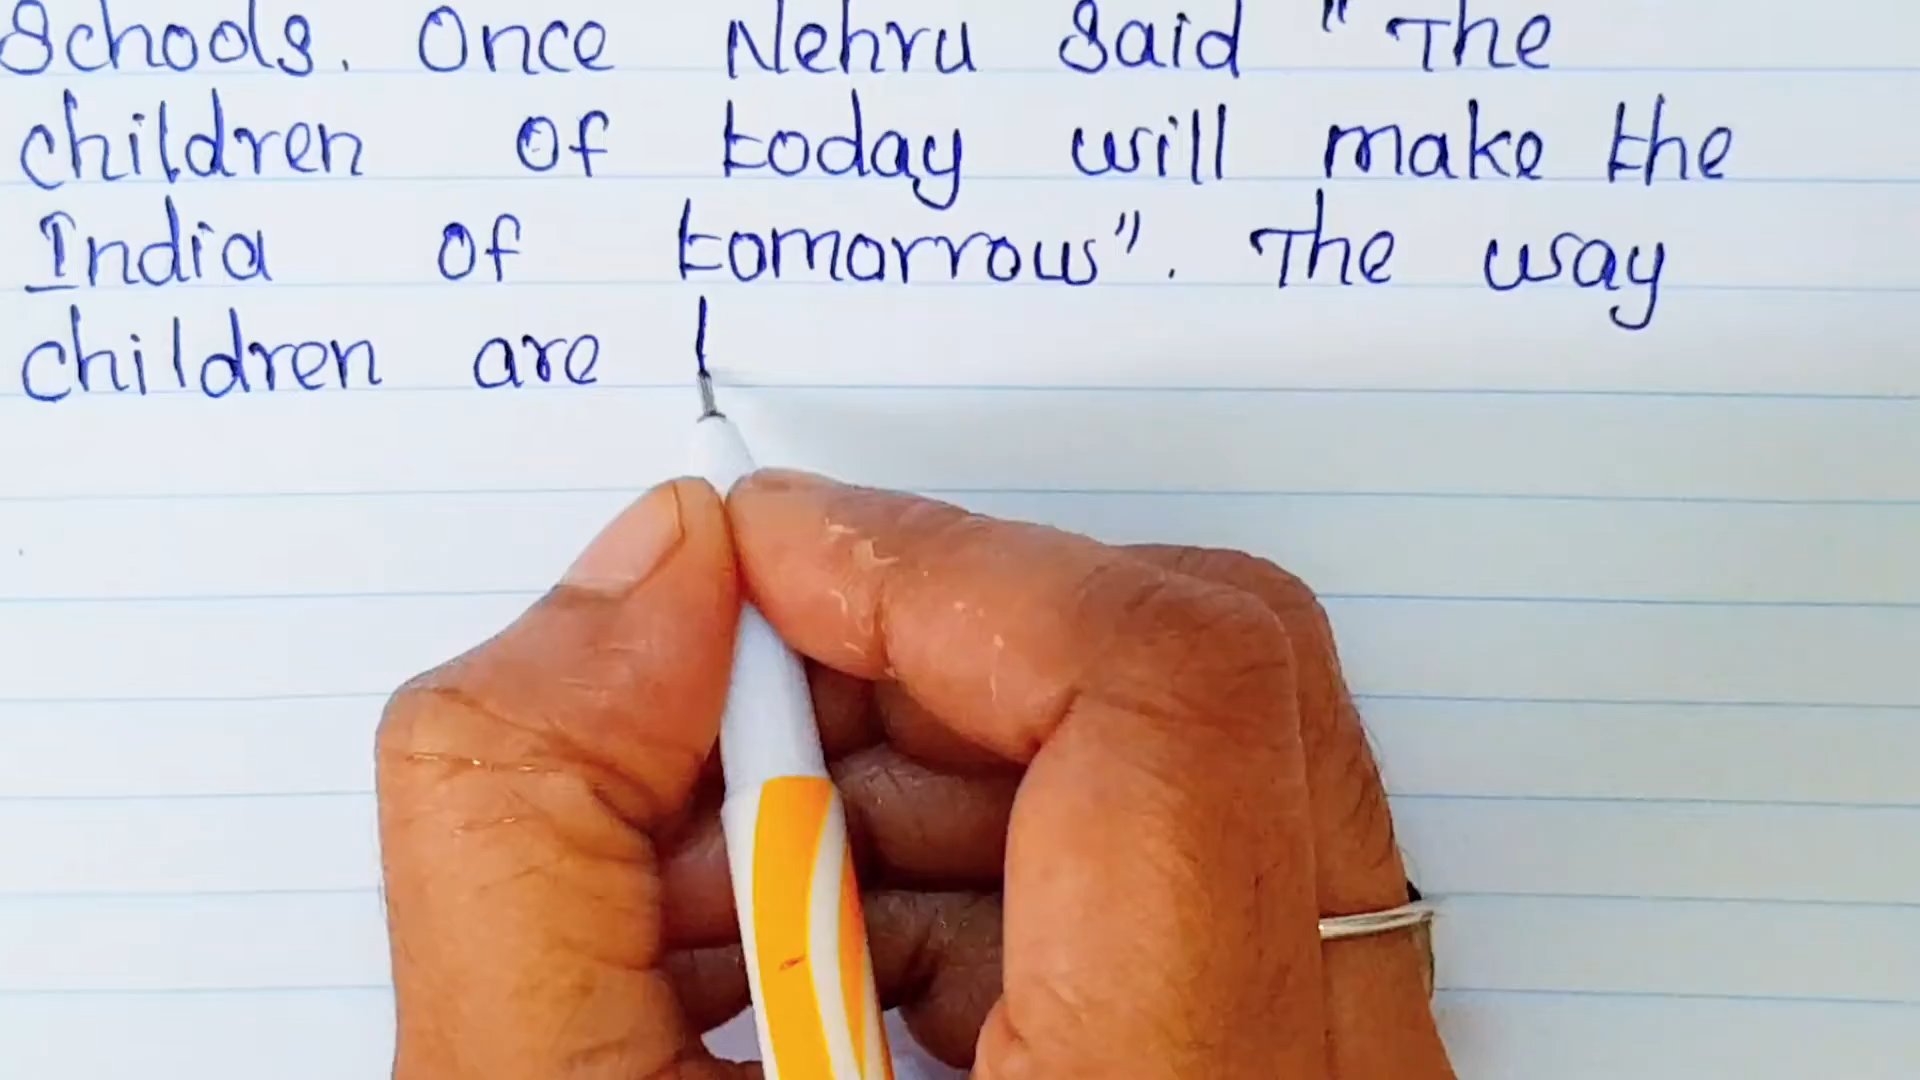 Schools. Once Nehru Said "The
children of today will make the
India of tomorrow". The way
children are